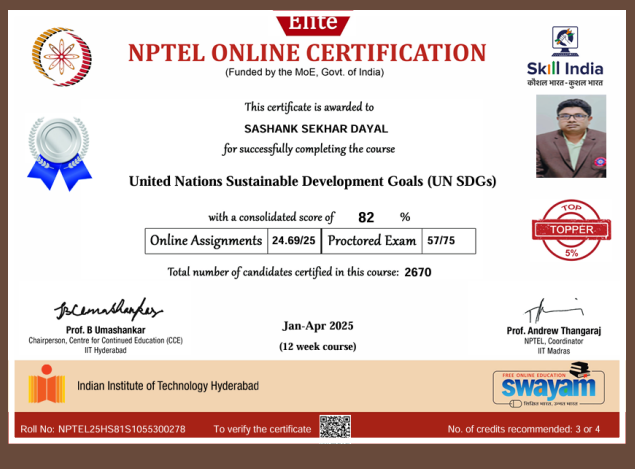 Elite
NPTEL ONLINE CERTIFICATION
(Funded by the MoE, Govt. of India)
Skill India
कौशल भारत-कुशल भारत
This certificate is awarded to
SASHANK SEKHAR DAYAL
for successfully completing the course
United Nations Sustainable Development Goals (UN SDGs)
with a consolidated score of 82 %
Online Assignments 24.69/25 Proctored Exam 57/75
TOP
TOPPER
5%
Total number of candidates certified in this course: 2670
Prof. B Umashankar
Chairperson, Centre for Continued Education (CCE)
IIT Hyderabad
Jan-Apr 2025
(12 week course)
Prof. Andrew Thangaraj
NPTEL, Coordinator
IIT Madras
Indian Institute of Technology Hyderabad
FREE ONLINE EDUCATION
swayam
शिक्षित भारत, उन्नत भारत
Roll No: NPTEL25HS81S1055300278 To verify the certificate No. of credits recommended: 3 or 4